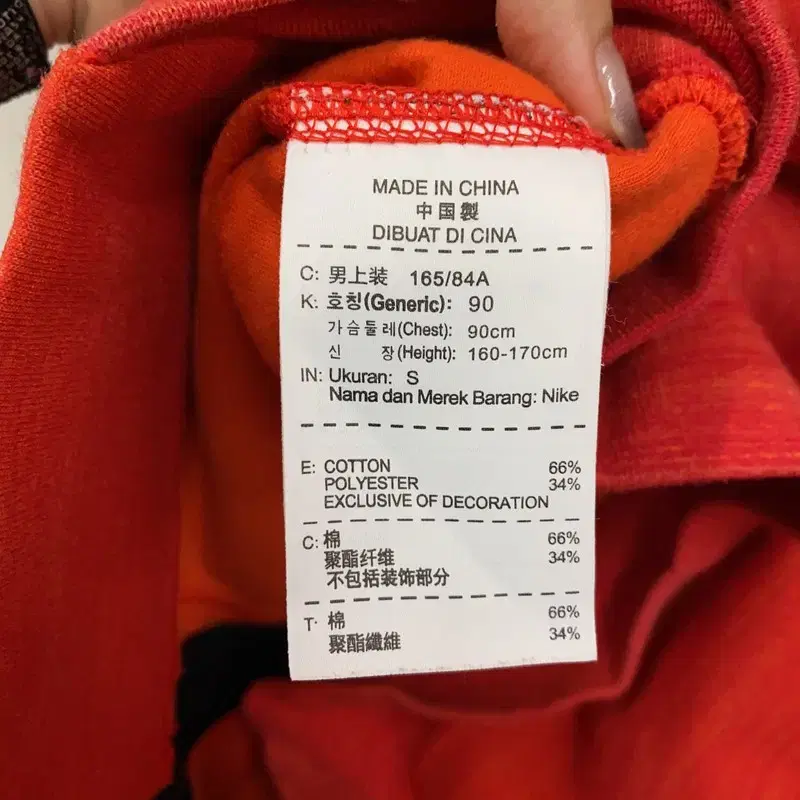 MADE IN CHINA
中国製
DIBUAT DI CINA
C: 男上装 165/84A
K: 호칭(Generic): 90
가슴둘레(Chest): 90cm
신 장(Height): 160-170cm
IN: Ukuran: S
Nama dan Merek Barang: Nike
E: COTTON 66%
POLYESTER 34%
EXCLUSIVE OF DECORATION
C: 棉 66%
聚酯纤维 34%
不包括装饰部分
T: 棉 66%
聚酯纖維 34%